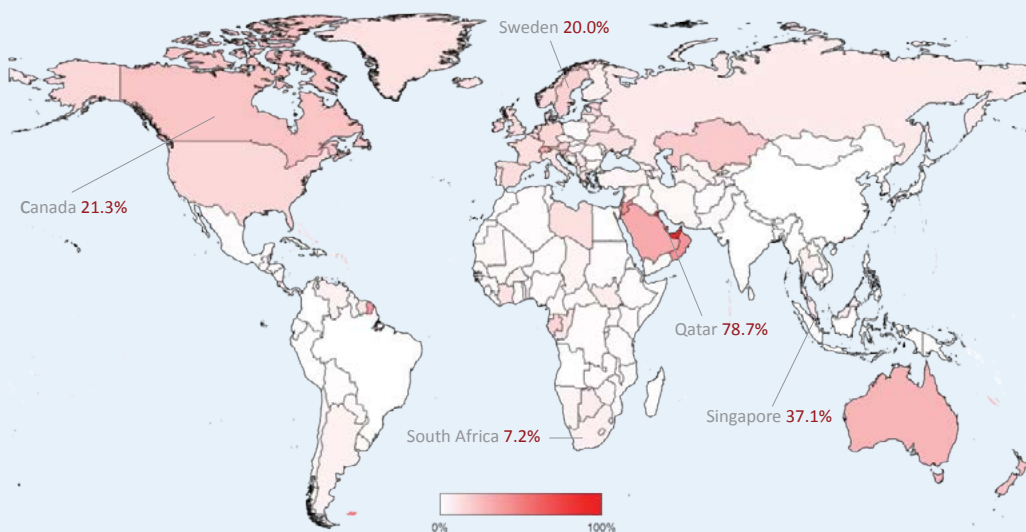 Sweden 20.0%
Canada 21.3%
Qatar 78.7%
Singapore 37.1%
South Africa 7.2%
0%
100%